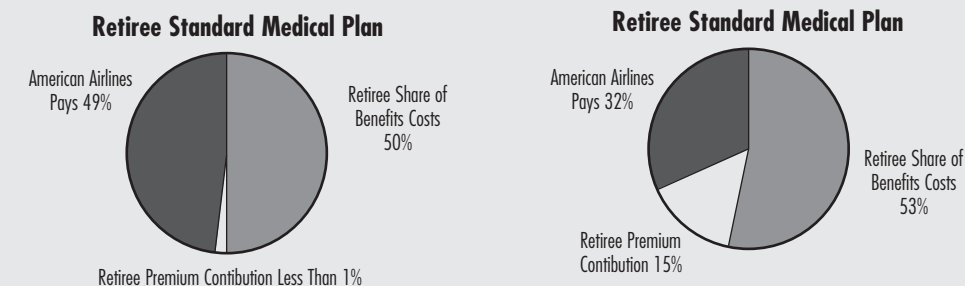 Retiree Standard Medical Plan
American Airlines
Pays 49%
Retiree Share of
Benefits Costs
50%
Retiree Premium Contibution Less Than 1%
Retiree Standard Medical Plan
American Airlines
Pays 32%
Retiree Share of
Benefits Costs
53%
Retiree Premium
Contibution 15%